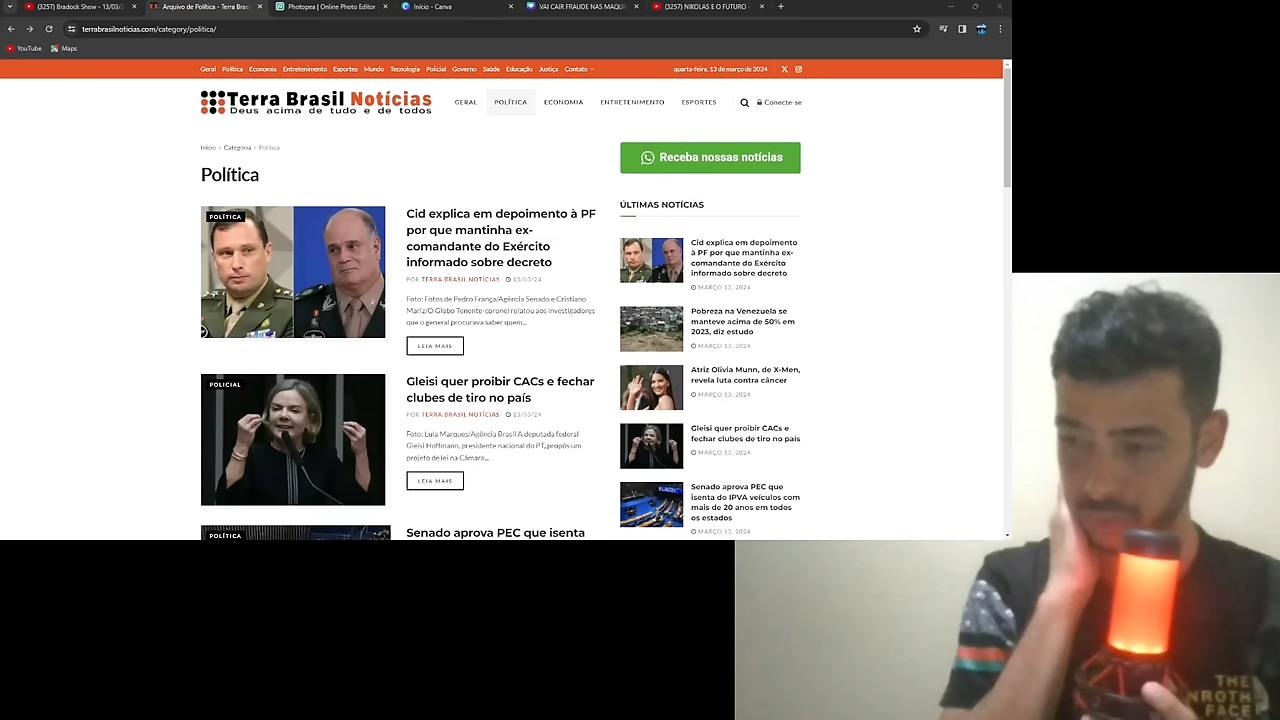 (3257) Bradock Show - 13/03/
Arquivo de Política - Terra Brasi
Photopea | Online Photo Editor
Início - Canva
VAI CAIR FRAUDE NAS MAQUI
(3257) NIKOLAS E O FUTURO -
terrabrasilnoticias.com/category/politica/
YouTube
Maps
Geral Política Economia Entretenimento Esportes Mundo Tecnologia Policial Governo Saúde Educação Justiça Contato
quarta-feira, 13 de março de 2024
Terra Brasil Notícias
Deus acima de tudo e de todos
GERAL POLÍTICA ECONOMIA ENTRETENIMENTO ESPORTES
Conecte-se
Início > Categoria > Política
Política
POLÍTICA
Cid explica em depoimento à PF
por que mantinha ex-
comandante do Exército
informado sobre decreto
POR TERRA BRASIL NOTÍCIAS 13/03/24
Foto: Fotos de Pedro França/Agência Senado e Cristiano
Mariz/O Globo Tenente-coronel relatou aos investigadores
que o general procurava saber quem...
LEIA MAIS
POLICIAL
Gleisi quer proibir CACs e fechar
clubes de tiro no país
POR TERRA BRASIL NOTÍCIAS 13/03/24
Foto: Lula Marques/Agência Brasil A deputada federal
Gleisi Hoffmann, presidente nacional do PT, propôs um
projeto de lei na Câmara...
LEIA MAIS
POLÍTICA
Senado aprova PEC que isenta
Receba nossas notícias
ÚLTIMAS NOTÍCIAS
Cid explica em depoimento
à PF por que mantinha ex-
comandante do Exército
informado sobre decreto
MARÇO 13, 2024
Pobreza na Venezuela se
manteve acima de 50% em
2023, diz estudo
MARÇO 13, 2024
Atriz Olivia Munn, de X-Men,
revela luta contra câncer
MARÇO 13, 2024
Gleisi quer proibir CACs e
fechar clubes de tiro no país
MARÇO 13, 2024
Senado aprova PEC que
isenta do IPVA veículos com
mais de 20 anos em todos
os estados
MARÇO 13, 2024
THE
NROTH
FACE